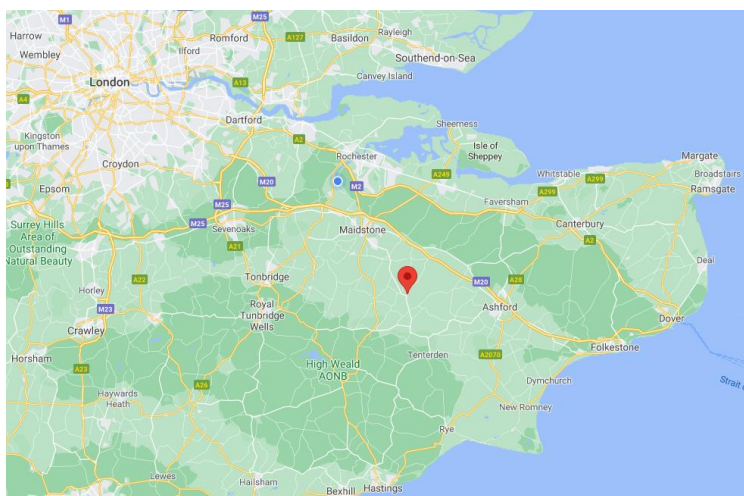 M1
M25
Harrow
Romford
Rayleigh
A127
Basildon
Ilford
Wembley
Southend-on-Sea
London
A13
Canvey Island
A4
Dartford
Sheerness
Kingston
upon Thames
A2
Isle of
Sheppey
Rochester
Croydon
Margate
A249
Whitstable
A299
Broadstairs
M20
M2
Epsom
Ramsgate
A299
Faversham
M25
Surrey Hills
Area of
Outstanding
Natural Beauty
M25
Sevenoaks
Maidstone
Canterbury
A21
A2
Deal
Tonbridge
A22
M20
A28
Horley
Royal
Tunbridge
Wells
Ashford
M23
Dover
Crawley
Folkestone
Horsham
Tenterden
A2070
High Weald
AONB
A23
Dymchurch
Strait
A26
Haywards
Heath
New Romney
Rye
Lewes
Hailsham
Hastings
Bexhill